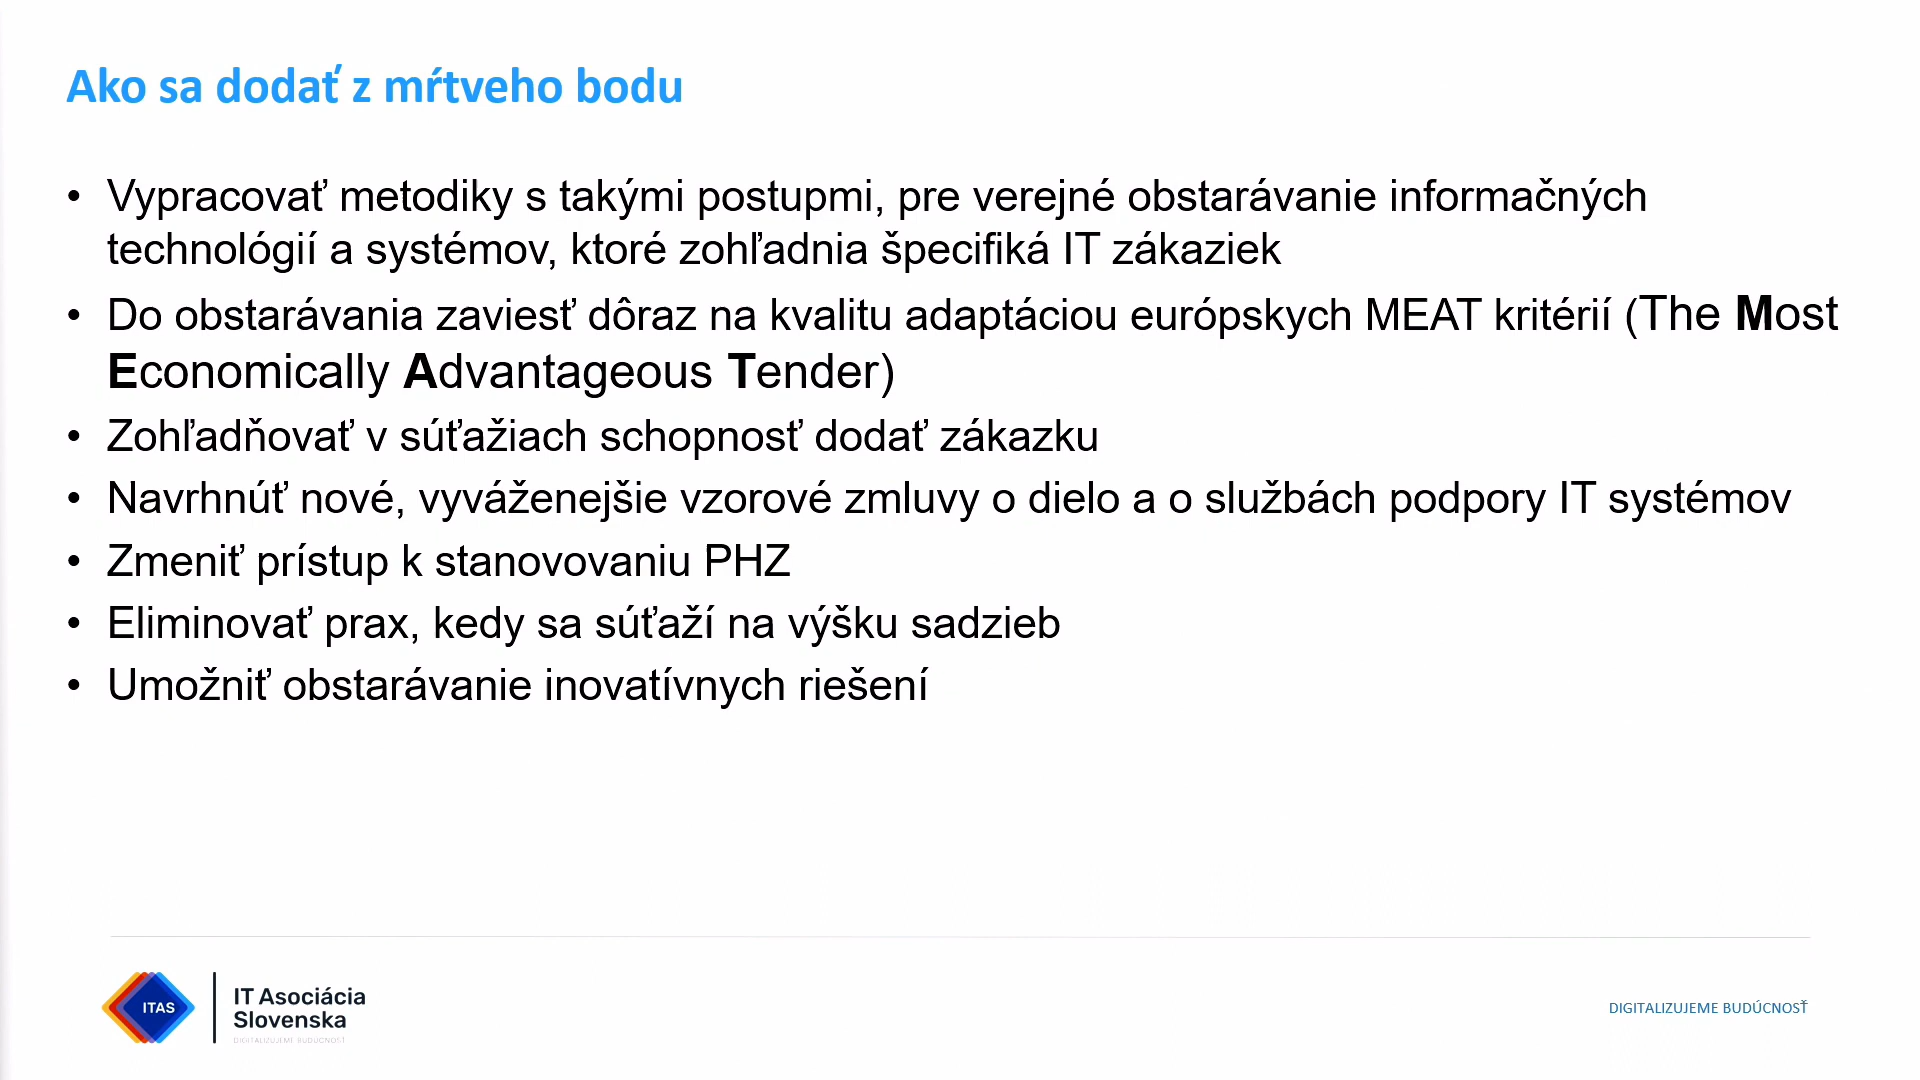 Ako sa dodať z mŕtveho bodu
• Vypracovať metodiky s takými postupmi, pre verejné obstarávanie informačných
technológií a systémov, ktoré zohľadnia špecifiká IT zákaziek
• Do obstarávania zaviesť dôraz na kvalitu adaptáciou európskych MEAT kritérií (The Most
Economically Advantageous Tender)
• Zohľadňovať v súťažiach schopnosť dodať zákazku
• Navrhnúť nové, vyváženejšie vzorové zmluvy o dielo a o službách podpory IT systémov
• Zmeniť prístup k stanovovaniu PHZ
• Eliminovať prax, kedy sa súťaží na výšku sadzieb
• Umožniť obstarávanie inovatívnych riešení
ITAS
IT Asociácia
Slovenska
DIGITALIZUJEME BUDÚCNOSŤ
DIGITALIZUJEME BUDÚCNOSŤ